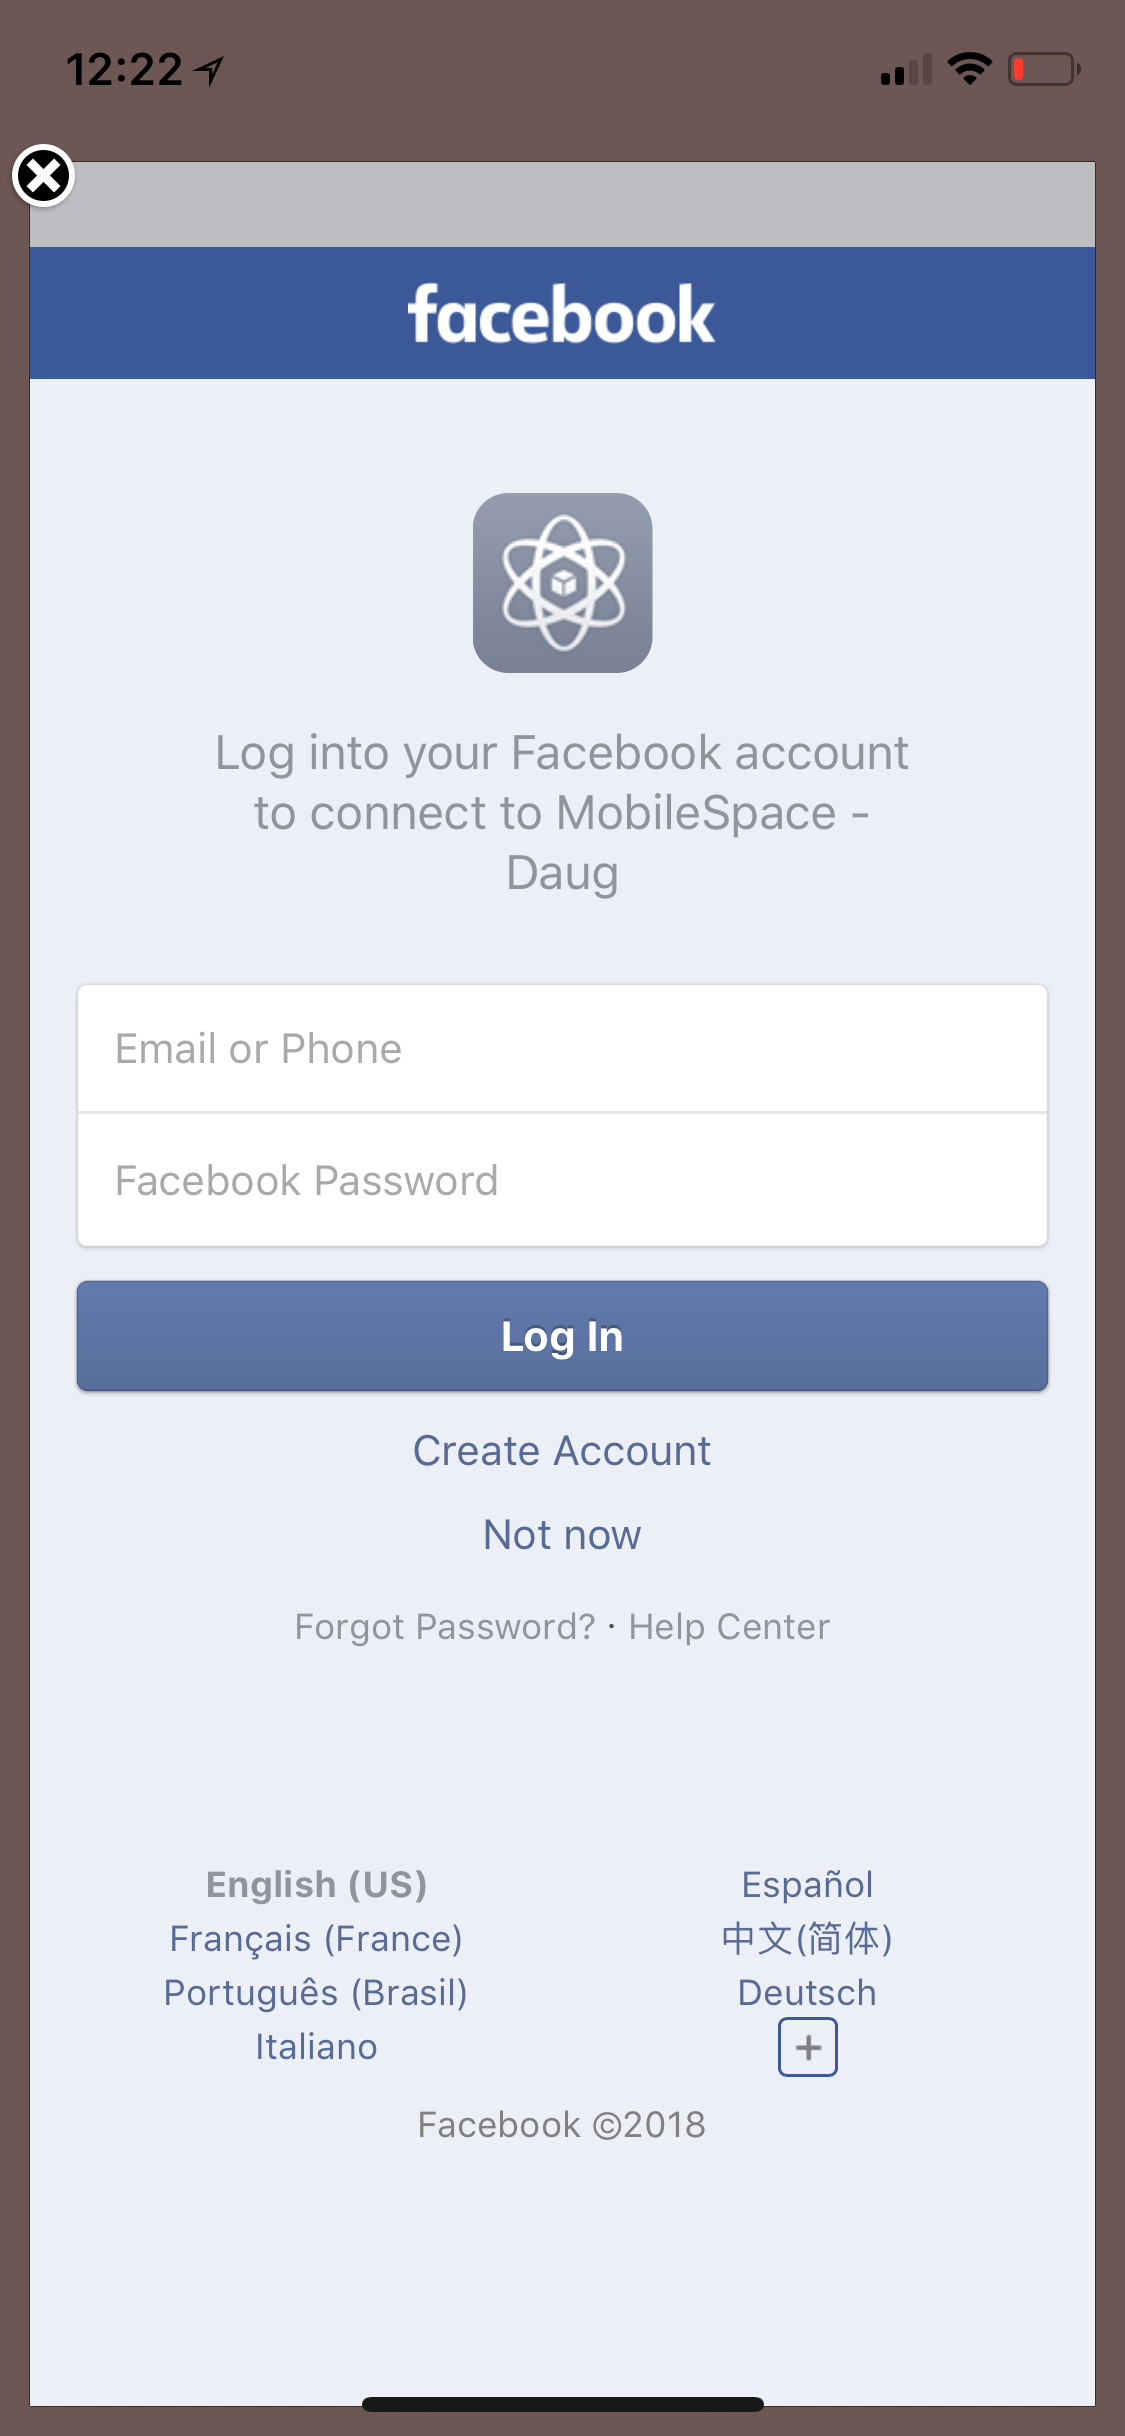 12:22
facebook
Log into your Facebook account
to connect to MobileSpace -
Daug
Email or Phone
Facebook Password
Log In
Create Account
Not now
Forgot Password? · Help Center
English (US)
Español
Français (France)
中文(简体)
Português (Brasil)
Deutsch
Italiano
+
Facebook ©2018